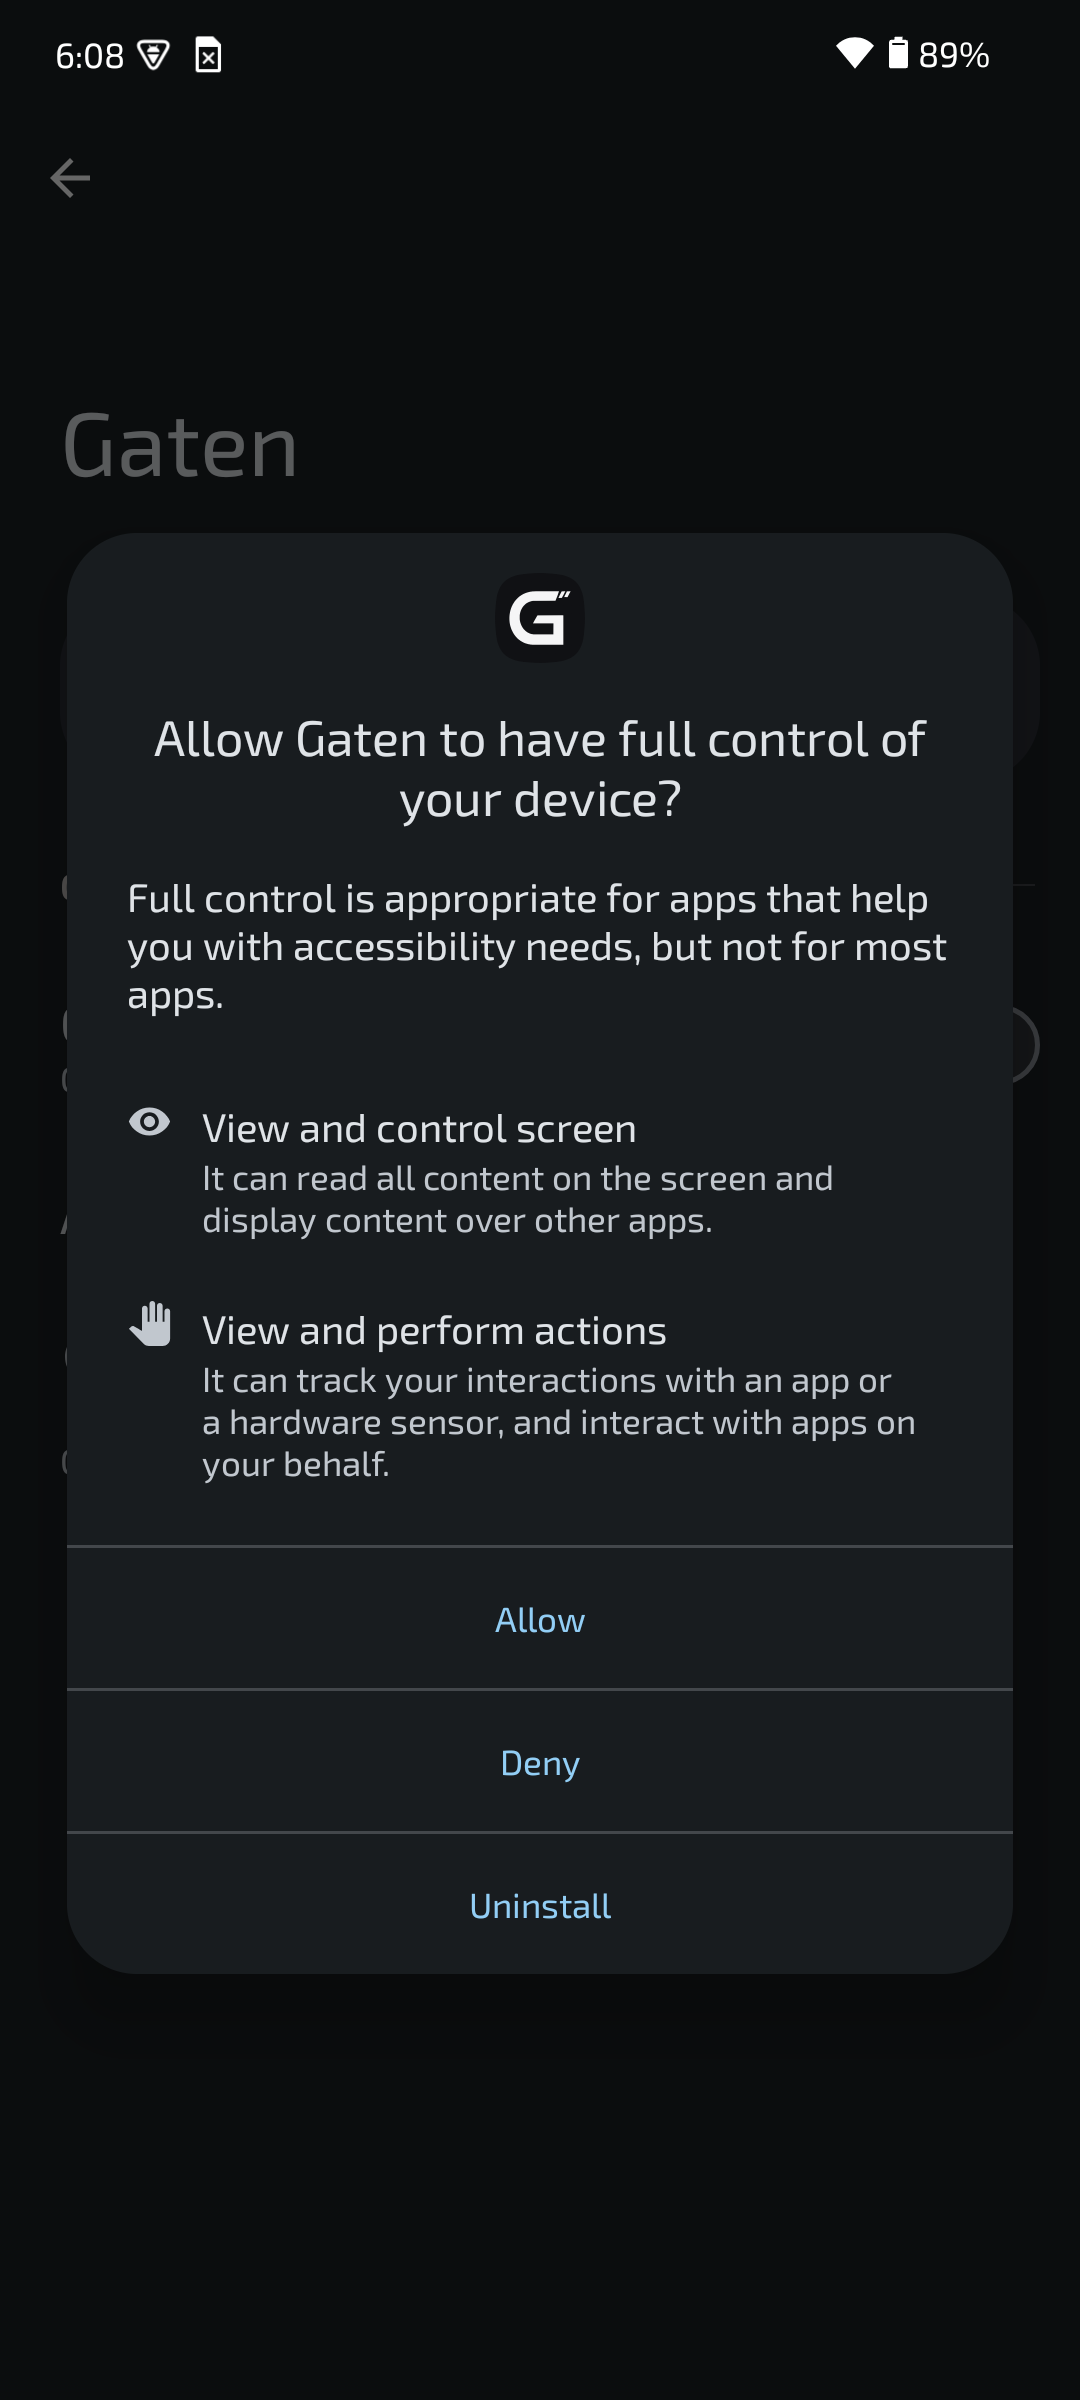 6:08
89%
Gaten
Allow Gaten to have full control of
your device?
Full control is appropriate for apps that help
you with accessibility needs, but not for most
apps.
View and control screen
It can read all content on the screen and
display content over other apps.
View and perform actions
It can track your interactions with an app or
a hardware sensor, and interact with apps on
your behalf.
Allow
Deny
Uninstall